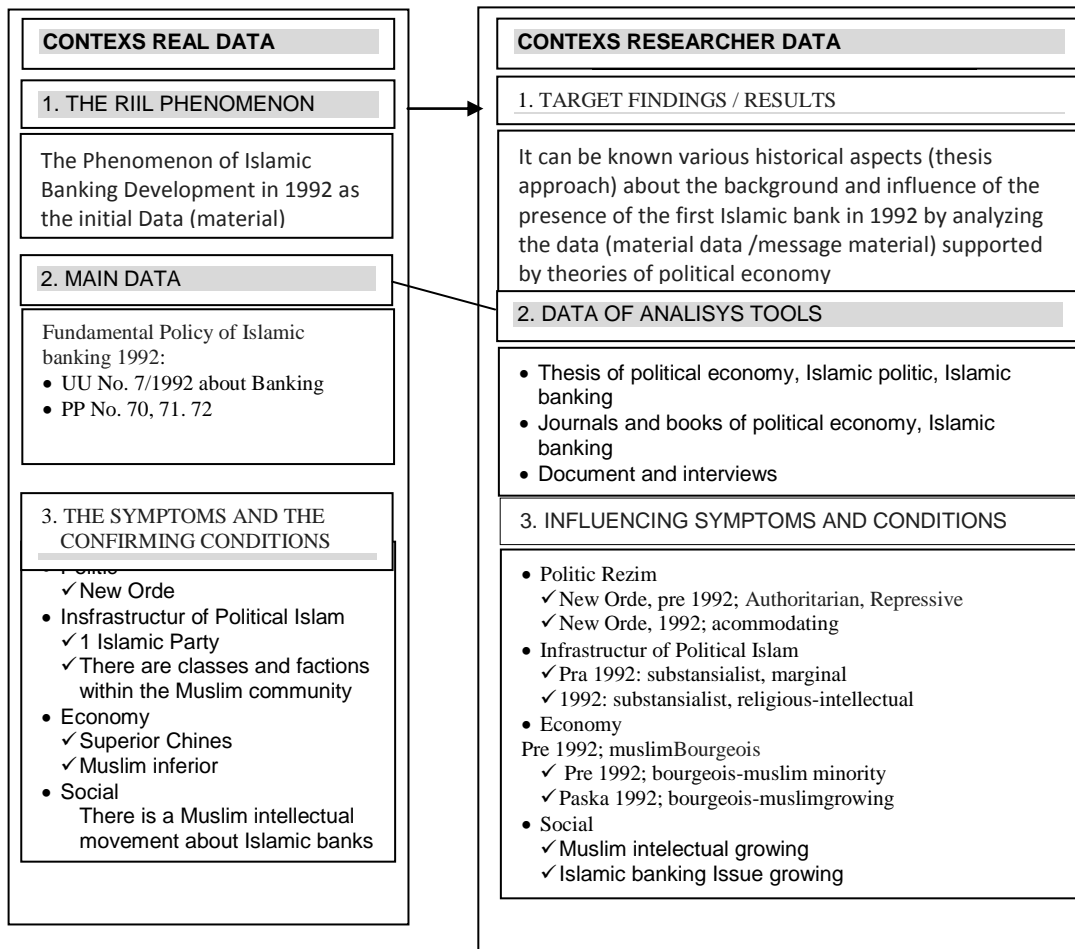 CONTEXS REAL DATA
1. THE RIIL PHENOMENON
The Phenomenon of Islamic
Banking Development in 1992 as
the initial Data (material)
2. MAIN DATA
Fundamental Policy of Islamic
banking 1992:
• UU No. 7/1992 about Banking
• PP No. 70, 71. 72
3. THE SYMPTOMS AND THE
CONFIRMING CONDITIONS
✓New Orde
• Insfrastructur of Political Islam
✓1 Islamic Party
✓There are classes and factions
within the Muslim community
• Economy
✓Superior Chines
✓Muslim inferior
• Social
There is a Muslim intellectual
movement about Islamic banks
CONTEXS RESEARCHER DATA
1. TARGET FINDINGS / RESULTS
It can be known various historical aspects (thesis
approach) about the background and influence of the
presence of the first Islamic bank in 1992 by analyzing
the data (material data /message material) supported
by theories of political economy
2. DATA OF ANALISYS TOOLS
• Thesis of political economy, Islamic politic, Islamic
banking
• Journals and books of political economy, Islamic
banking
• Document and interviews
3. INFLUENCING SYMPTOMS AND CONDITIONS
• Politic Rezim
✓New Orde, pre 1992; Authoritarian, Repressive
✓New Orde, 1992; acommodating
• Infrastructur of Political Islam
✓Pra 1992: substansialist, marginal
✓1992: substansialist, religious-intellectual
• Economy
Pre 1992; muslimBourgeois
✓ Pre 1992; bourgeois-muslim minority
✓Paska 1992; bourgeois-muslimgrowing
• Social
✓Muslim intelectual growing
✓Islamic banking Issue growing